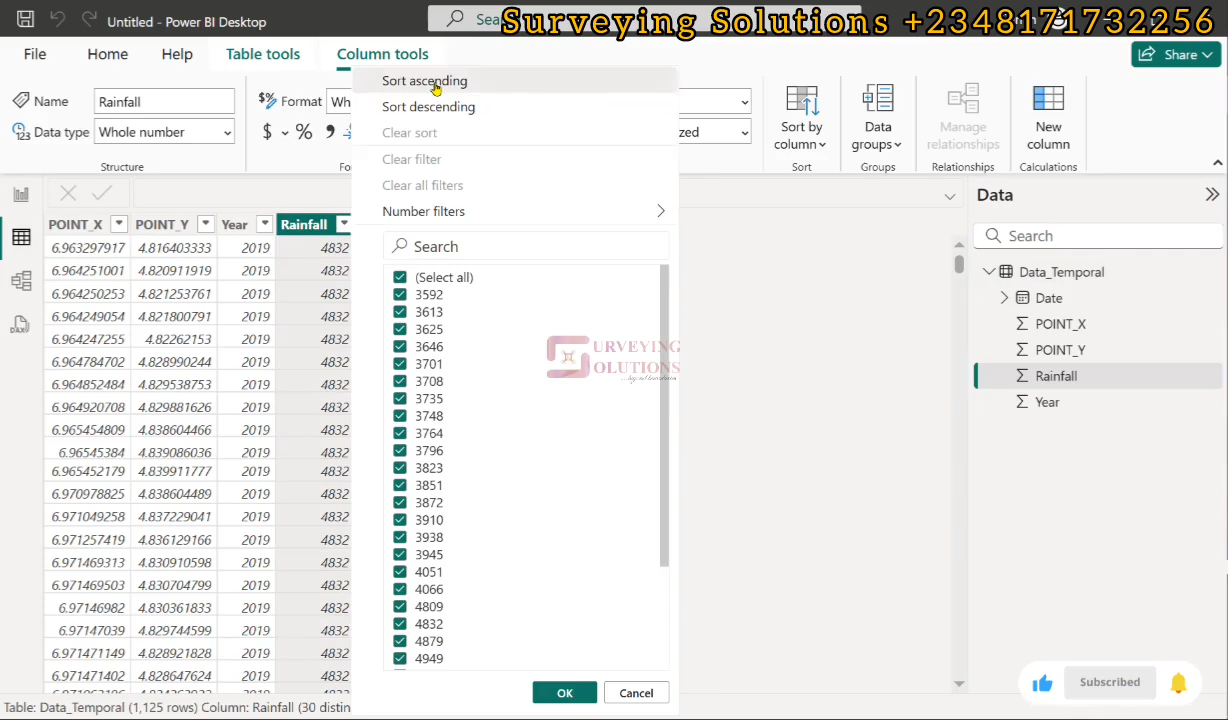 Untitled - Power BI Desktop
Surveying Solutions +2348171732256
File Home Help Table tools Column tools
Share
Name Rainfall
Format
Data type Whole number
Structure
Sort by column
Sort
Data groups
Groups
Manage relationships
Relationships
New column
Calculations
Sort ascending
Sort descending
Clear sort
Clear filter
Clear all filters
Number filters
Search
(Select all)
3592
3613
3625
3646
3701
3708
3735
3748
3764
3796
3823
3851
3872
3910
3938
3945
4051
4066
4809
4832
4879
4949
OK Cancel
POINT_X POINT_Y Year Rainfall
6.963297917 4.816403333 2019 4832
6.964251001 4.820911919 2019 4832
6.964250253 4.821253761 2019 4832
6.964249054 4.821800791 2019 4832
6.964247255 4.82262153 2019 4832
6.964784702 4.828990244 2019 4832
6.964852484 4.829538753 2019 4832
6.964920708 4.829881626 2019 4832
6.965454809 4.838604466 2019 4832
6.96545384 4.839086036 2019 4832
6.965452179 4.839911777 2019 4832
6.970978825 4.838604489 2019 4832
6.971049258 4.837229041 2019 4832
6.971257419 4.836129166 2019 4832
6.971469313 4.830910598 2019 4832
6.971469503 4.830704799 2019 4832
6.97146982 4.830361833 2019 4832
6.97147039 4.829744599 2019 4832
6.971471149 4.828921828 2019 4832
6.971471402 4.828647624 2019 4832
URVEYING
OLUTIONS
Data
Search
Data_Temporal
Date
POINT_X
POINT_Y
Rainfall
Year
Subscribed
Table: Data_Temporal (1,125 rows) Column: Rainfall (30 distin